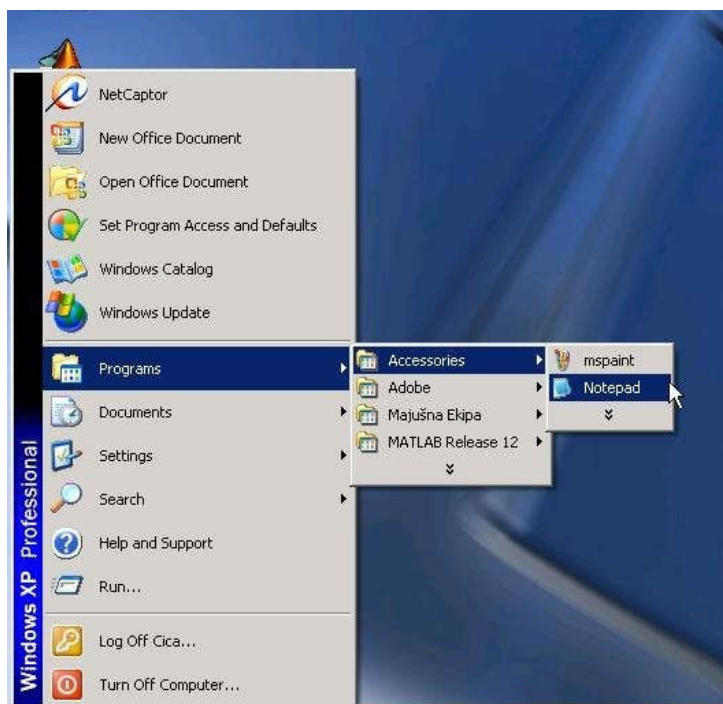 NetCaptor
New Office Document
Open Office Document
Set Program Access and Defaults
Windows Catalog
Windows Update
Programs
Documents
Settings
Search
Help and Support
Run...
Log Off Cica...
Turn Off Computer...
Windows XP Professional
Accessories
Adobe
Majušna Ekipa
MATLAB Release 12
mspaint
Notepad